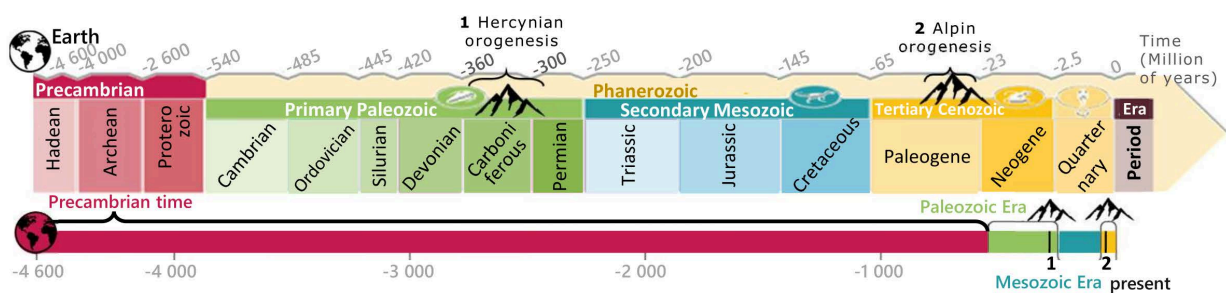 1 Hercynian
orogenesis
2 Alpin
orogenesis
Earth
Time
(Million
of years)
-4 600
-4 000
-2 600
-540
-485
-445
-420
-360
-300
-250
-200
-145
-65
-23
-2.5
0
Precambrian
Phanerozoic
Primary Paleozoic
Secondary Mesozoic
Tertiary Cenozoic
Era
Hadean
Archean
Protero
zoic
Cambrian
Ordovician
Silurian
Devonian
Carboni
ferous
Permian
Triassic
Jurassic
Cretaceous
Paleogene
Neogene
Quarter
nary
Period
Precambrian time
Paleozoic Era
-4 600
-4 000
-3 000
-2 000
-1 000
1
2
Mesozoic Era
present